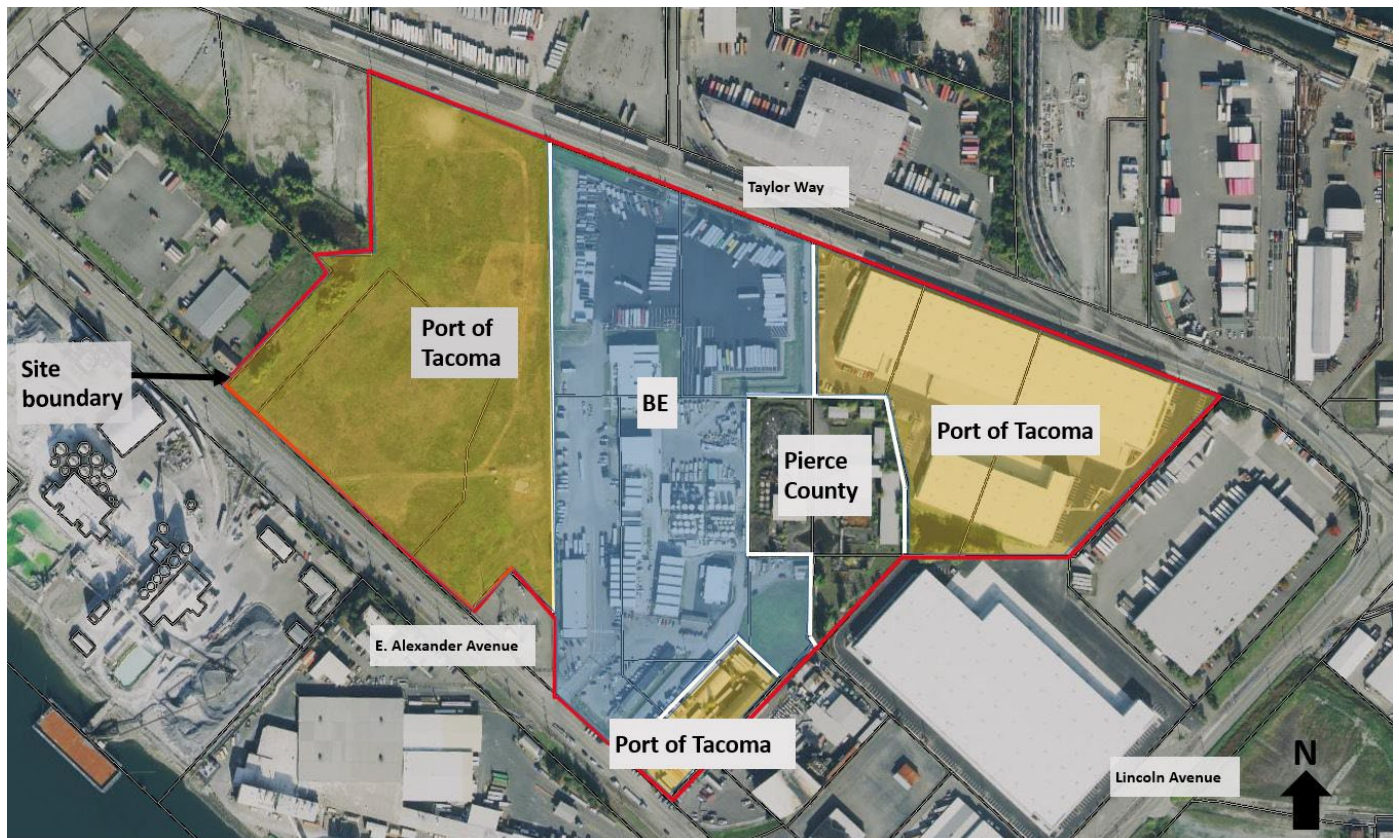 Taylor Way
Port of
Tacoma
Site
boundary
BE
Port of Tacoma
Pierce
County
E. Alexander Avenue
Port of Tacoma
Lincoln Avenue
N